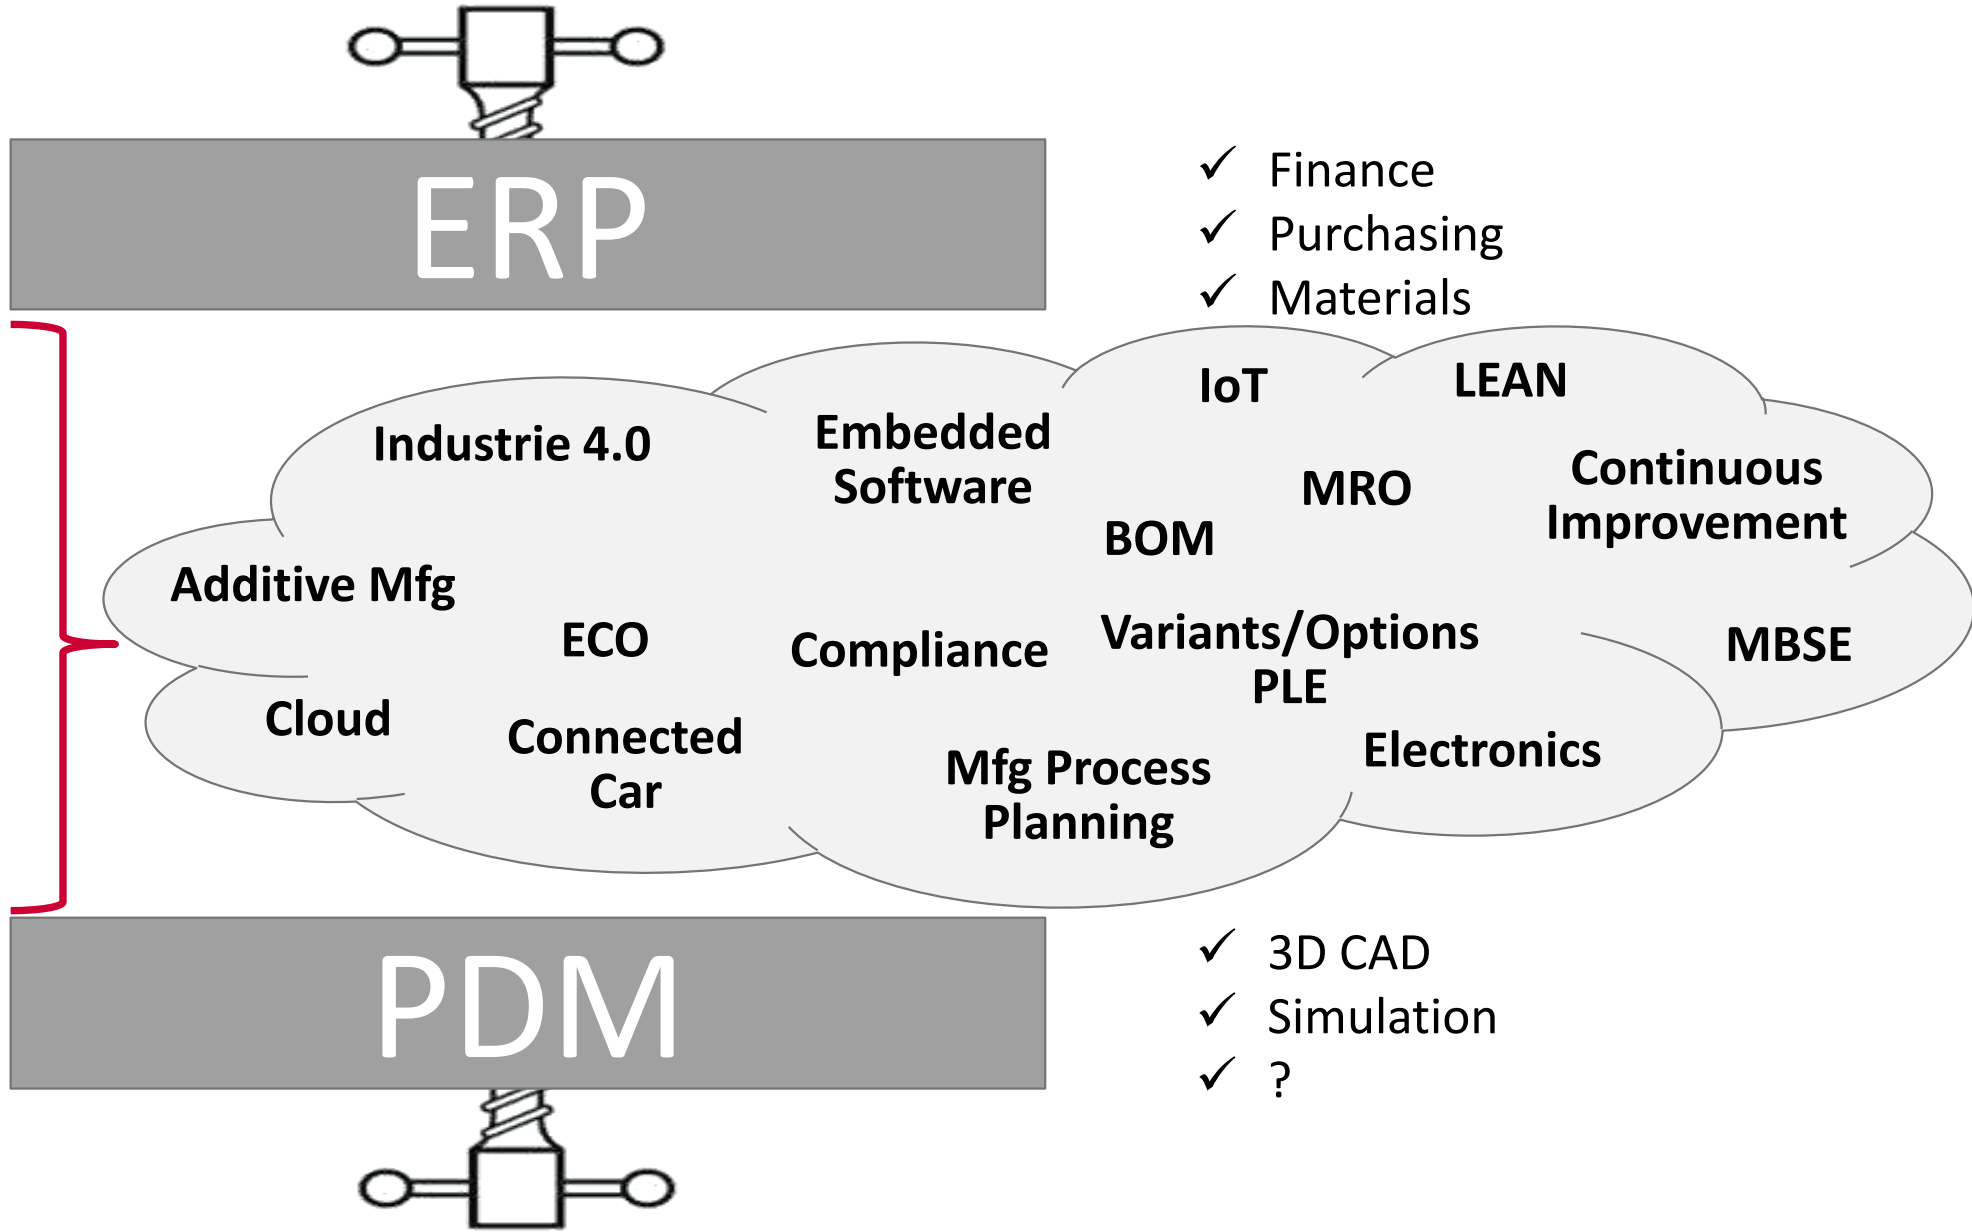 ERP
✓ Finance
✓ Purchasing
✓ Materials
IoT
LEAN
Industrie 4.0
Embedded
Software
MRO
Continuous
Improvement
BOM
Additive Mfg
ECO
Compliance
Variants/Options
PLE
MBSE
Cloud
Connected
Car
Mfg Process
Planning
Electronics
PDM
✓ 3D CAD
✓ Simulation
✓ ?